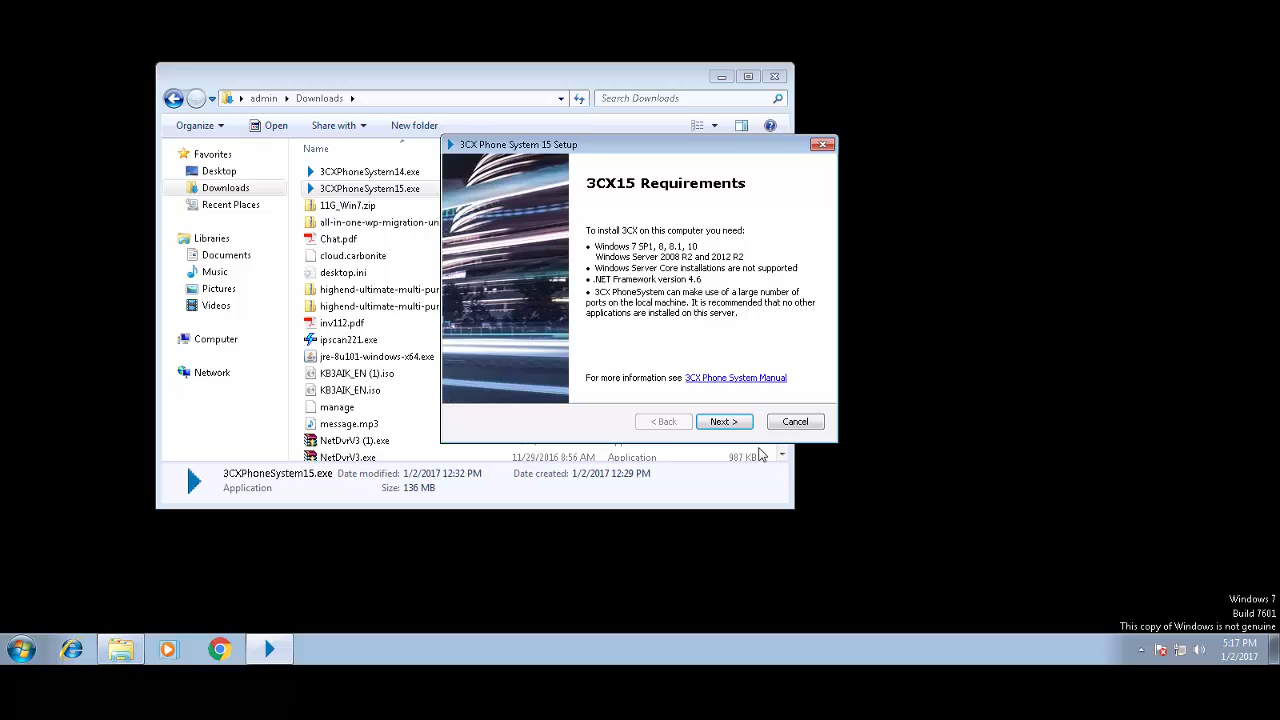 admin Downloads
Search Downloads
Organize Open Share with New folder
Favorites
Desktop
Downloads
Recent Places
Libraries
Documents
Music
Pictures
Videos
Computer
Network
Name
3CXPhoneSystem14.exe
3CXPhoneSystem15.exe
11G_Win7.zip
all-in-one-wp-migration-un
Chat.pdf
cloud.carbonite
desktop.ini
highend-ultimate-multi-pur
highend-ultimate-multi-pur
inv112.pdf
ipscan221.exe
jre-8u101-windows-x64.exe
KB3AIK_EN (1).iso
KB3AIK_EN.iso
manage
message.mp3
NetDvrV3 (1).exe
NetDvrV3.exe 11/29/2016 8:56 AM Application 987 KB
3CX Phone System 15 Setup
3CX15 Requirements
To install 3CX on this computer you need:
• Windows 7 SP1, 8, 8.1, 10
Windows Server 2008 R2 and 2012 R2
• Windows Server Core installations are not supported
• .NET Framework version 4.6
• 3CX PhoneSystem can make use of a large number of
ports on the local machine. It is recommended that no other
applications are installed on this server.
For more information see 3CX Phone System Manual
< Back Next > Cancel
3CXPhoneSystem15.exe Date modified: 1/2/2017 12:32 PM Date created: 1/2/2017 12:29 PM
Application Size: 136 MB
Windows 7
Build 7601
This copy of Windows is not genuine
5:17 PM
1/2/2017